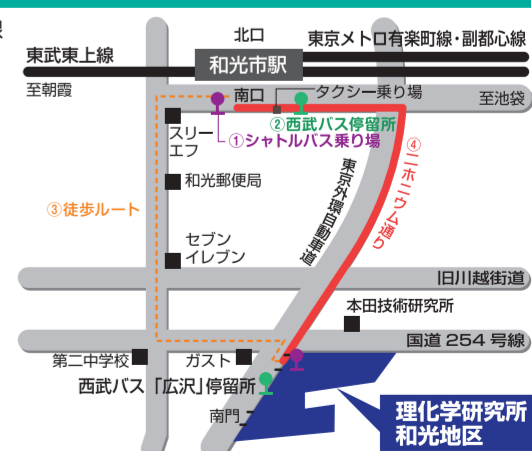 線
北口
東京メトロ有楽町線・副都心線
東武東上線
和光市駅
至朝霞
南口
タクシー乗り場
至池袋
②西武バス停留所
①シャトルバス乗り場
スリー
エフ
④ニホニウム通り
東京外環自動車道
和光郵便局
③徒歩ルート
セブン
イレブン
旧川越街道
本田技術研究所
国道254号線
第二中学校
ガスト
西武バス「広沢」停留所
南門
理化学研究所
和光地区